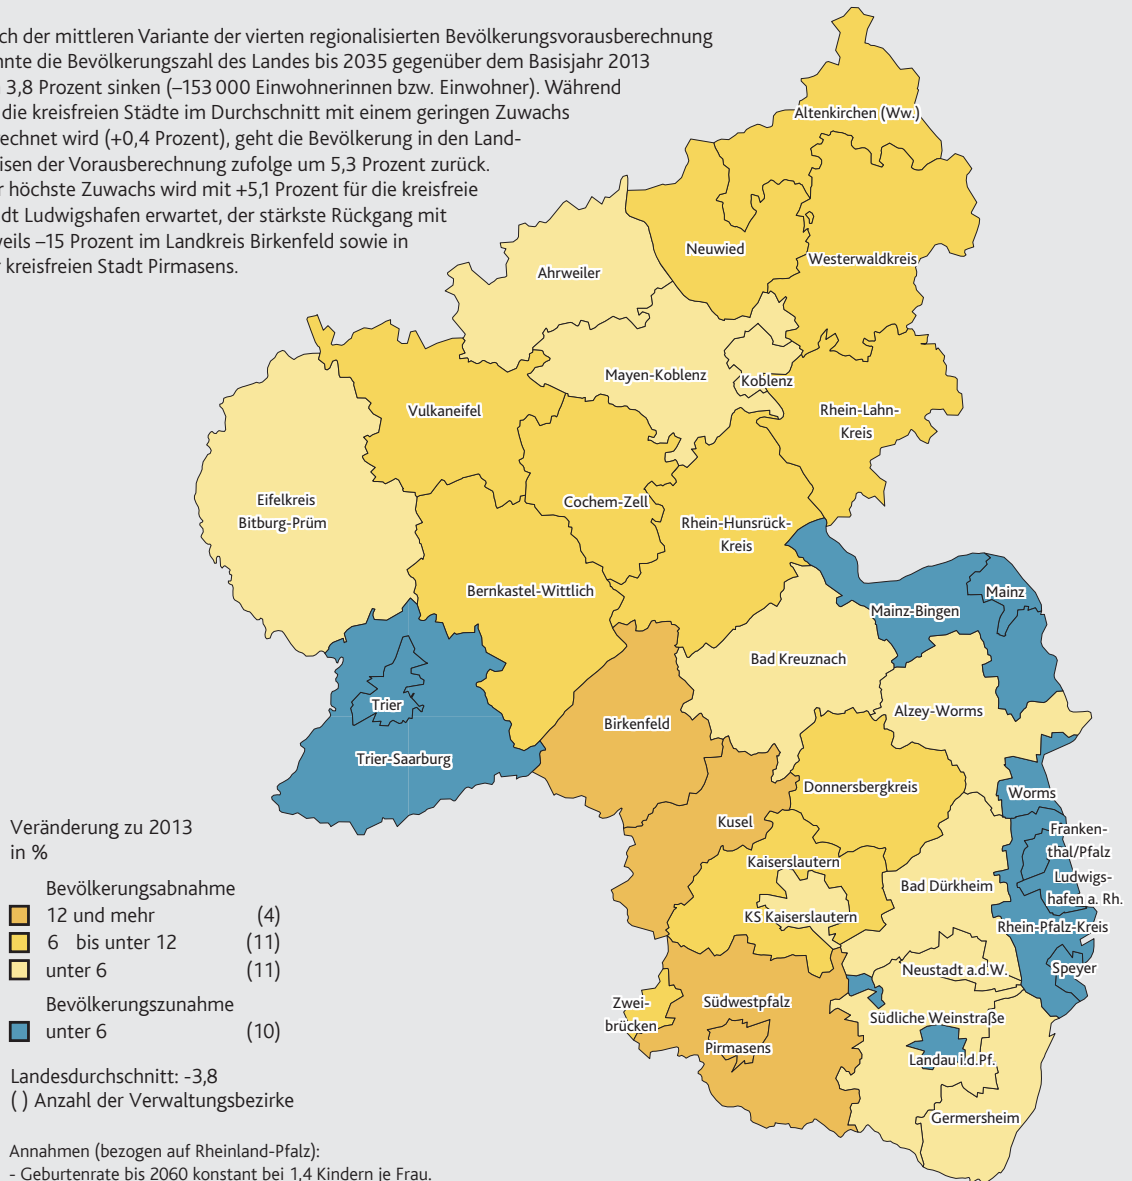 ch der mittleren Variante der vierten regionalisierten Bevölkerungsvorausberechnung
nnte die Bevölkerungszahl des Landes bis 2035 gegenüber dem Basisjahr 2013
3,8 Prozent sinken (–153 000 Einwohnerinnen bzw. Einwohner). Während
die kreisfreien Städte im Durchschnitt mit einem geringen Zuwachs
rechnet wird (+0,4 Prozent), geht die Bevölkerung in den Land-
isen der Vorausberechnung zufolge um 5,3 Prozent zurück.
r höchste Zuwachs wird mit +5,1 Prozent für die kreisfreie
dt Ludwigshafen erwartet, der stärkste Rückgang mit
eils –15 Prozent im Landkreis Birkenfeld sowie in
r kreisfreien Stadt Pirmasens.
Altenkirchen (Ww.)
Neuwied
Westerwaldkreis
Ahrweiler
Mayen-Koblenz
Koblenz
Vulkaneifel
Rhein-Lahn-
Kreis
Eifelkreis
Bitburg-Prüm
Cochem-Zell
Rhein-Hunsrück-
Kreis
Bernkastel-Wittlich
Mainz
Mainz-Bingen
Bad Kreuznach
Trier
Birkenfeld
Alzey-Worms
Trier-Saarburg
Donnersbergkreis
Worms
Kusel
Franken-
thal/Pfalz
Kaiserslautern
Ludwigs-
hafen a. Rh.
Bad Dürkheim
KS Kaiserslautern
Rhein-Pfalz-Kreis
Neustadt a.d.W.
Speyer
Zwei-
brücken
Südwestpfalz
Südliche Weinstraße
Pirmasens
Landau i.d.Pf.
Germersheim
Veränderung zu 2013
in %
Bevölkerungsabnahme
12 und mehr (4)
6 bis unter 12 (11)
unter 6 (11)
Bevölkerungszunahme
unter 6 (10)
Landesdurchschnitt: -3,8
( ) Anzahl der Verwaltungsbezirke
Annahmen (bezogen auf Rheinland-Pfalz):
- Geburtenrate bis 2060 konstant bei 1,4 Kindern je Frau.